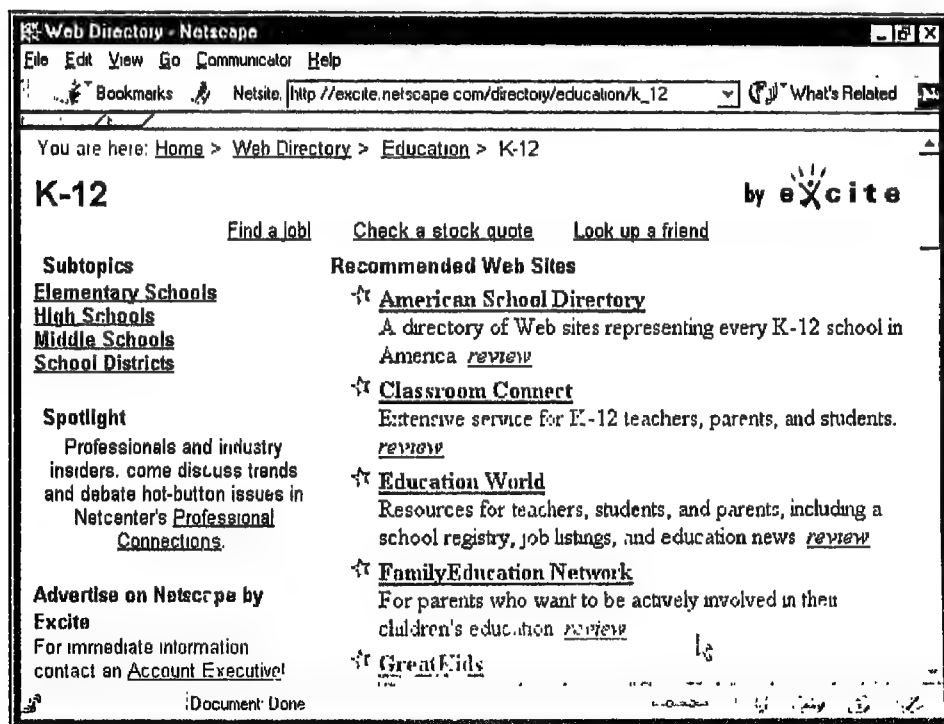 Web Directory - Netscape
File Edit View Go Communicator Help
Bookmarks Netsite. http //excite.netscape com/directory/education/k_12 What's Related
You are here: Home > Web Directory > Education > K-12
K-12
by excite
Find a job! Check a stock quote Look up a friend
Subtopics
Elementary Schools
High Schools
Middle Schools
School Districts
Spotlight
Professionals and industry
insiders. come discuss trends
and debate hot-button issues in
Netcenter's Professional
Connections.
Advertise on Netscape by
Excite
For immediate information
contact an Account Executive!
Recommended Web Sites
American School Directory
A directory of Web sites representing every K-12 school in
America review
Classroom Connect
Extensive service for K-12 teachers, parents, and students.
review
Education World
Resources for teachers, students, and parents, including a
school registry, job listings, and education news review
FamilyEducation Network
For parents who want to be actively involved in their
children's education review
GreatKids
Document: Done